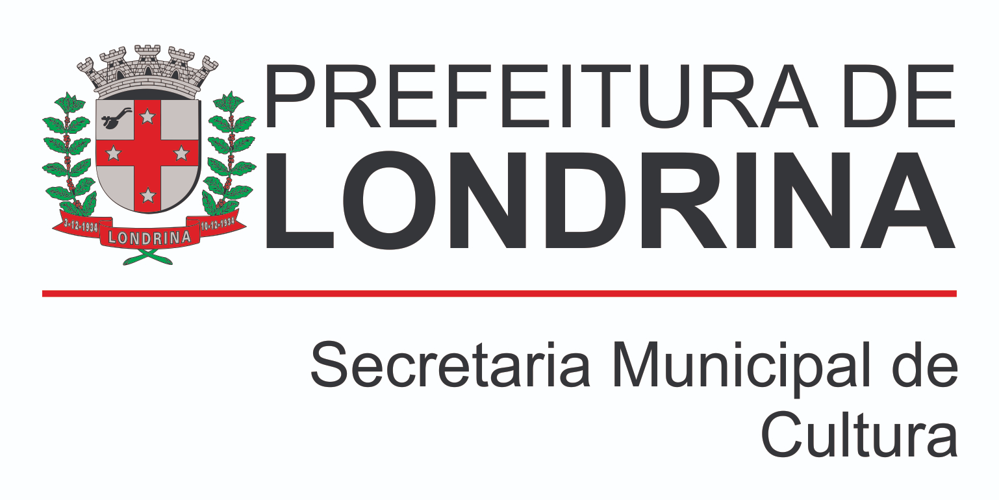 PREFEITURA DE
LONDRINA
3-12-1934
LONDRINA
10-12-1934
Secretaria Municipal de
Cultura